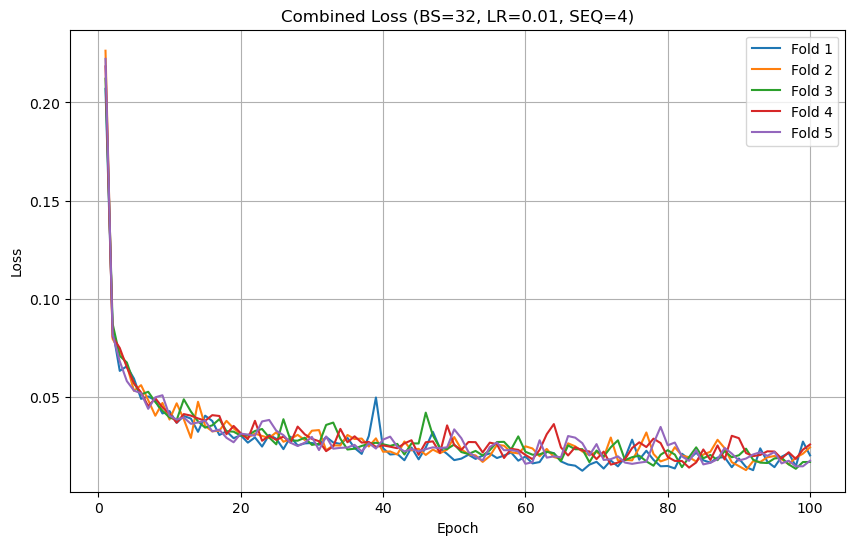 Combined Loss (BS=32, LR=0.01, SEQ=4)
Fold 1
Fold 2
Fold 3
Fold 4
Fold 5
0.20
0.15
0.10
0.05
Loss
0
20
40
60
80
100
Epoch